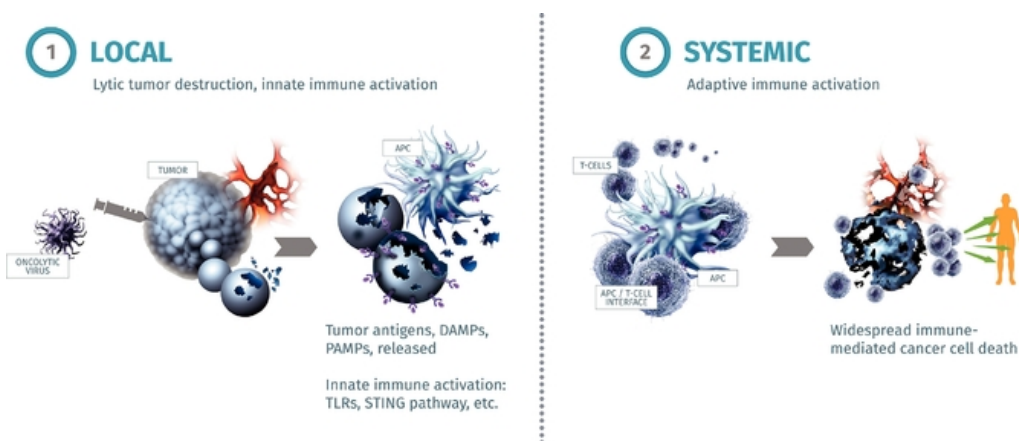 1 LOCAL
Lytic tumor destruction, innate immune activation
ONCOLYTIC
VIRUS
TUMOR
APC
Tumor antigens, DAMPs,
PAMPs, released
Innate immune activation:
TLRs, STING pathway, etc.
2 SYSTEMIC
Adaptive immune activation
T-CELLS
APC / T-CELL
INTERFACE
APC
Widespread immune-
mediated cancer cell death